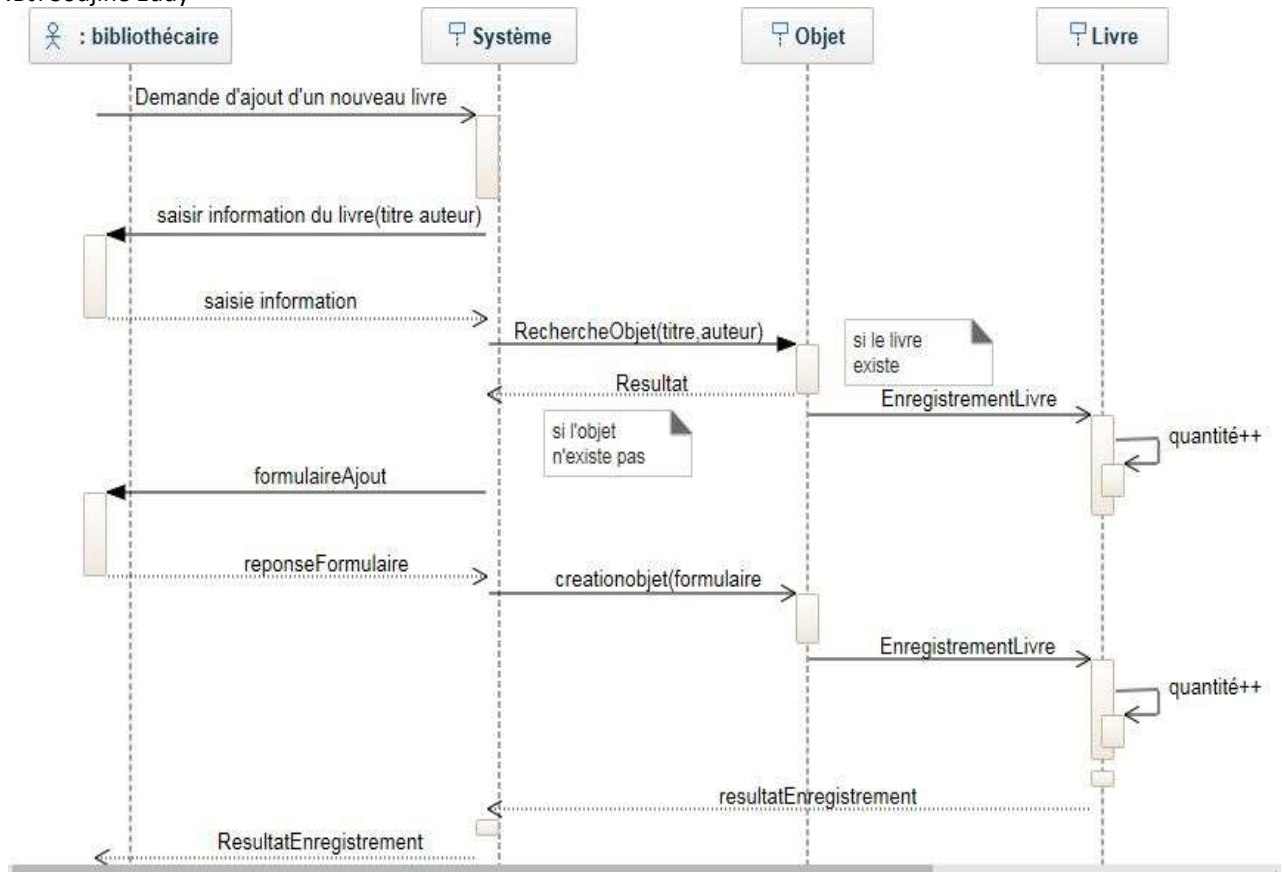 : bibliothécaire
Système
Objet
Livre
Demande d'ajout d'un nouveau livre
saisir information du livre(titre auteur)
saisie information
RechercheObjet(titre,auteur)
si le livre
existe
Resultat
EnregistrementLivre
si l'objet
n'existe pas
quantité++
formulaireAjout
reponseFormulaire
creationobjet(formulaire
EnregistrementLivre
quantité++
resultatEnregistrement
ResultatEnregistrement